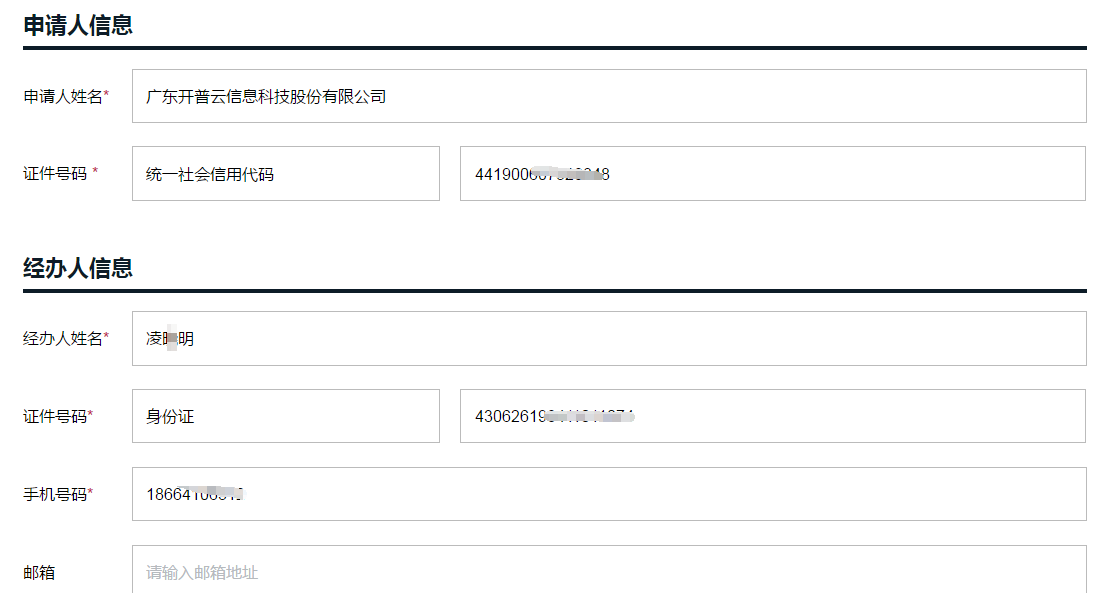 申请人信息
申请人姓名* 广东开普云信息科技股份有限公司
证件号码 * 统一社会信用代码 441900
经办人信息
经办人姓名* 凌 明
证件号码* 身份证 43062619
手机号码* 18664
邮箱 请输入邮箱地址